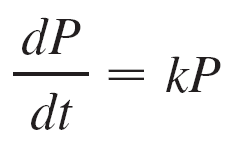 dP/dt = kP